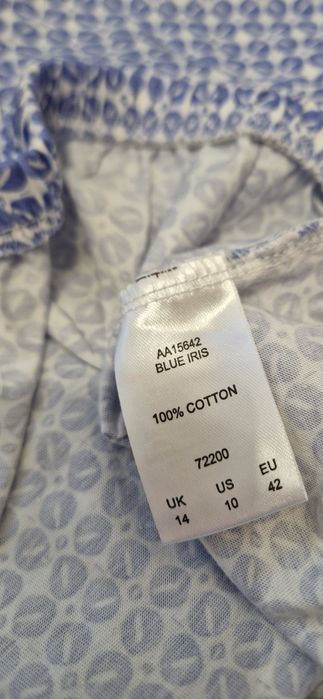 AA15642
BLUE IRIS
100% COTTON
72200
UK US EU
14 10 42